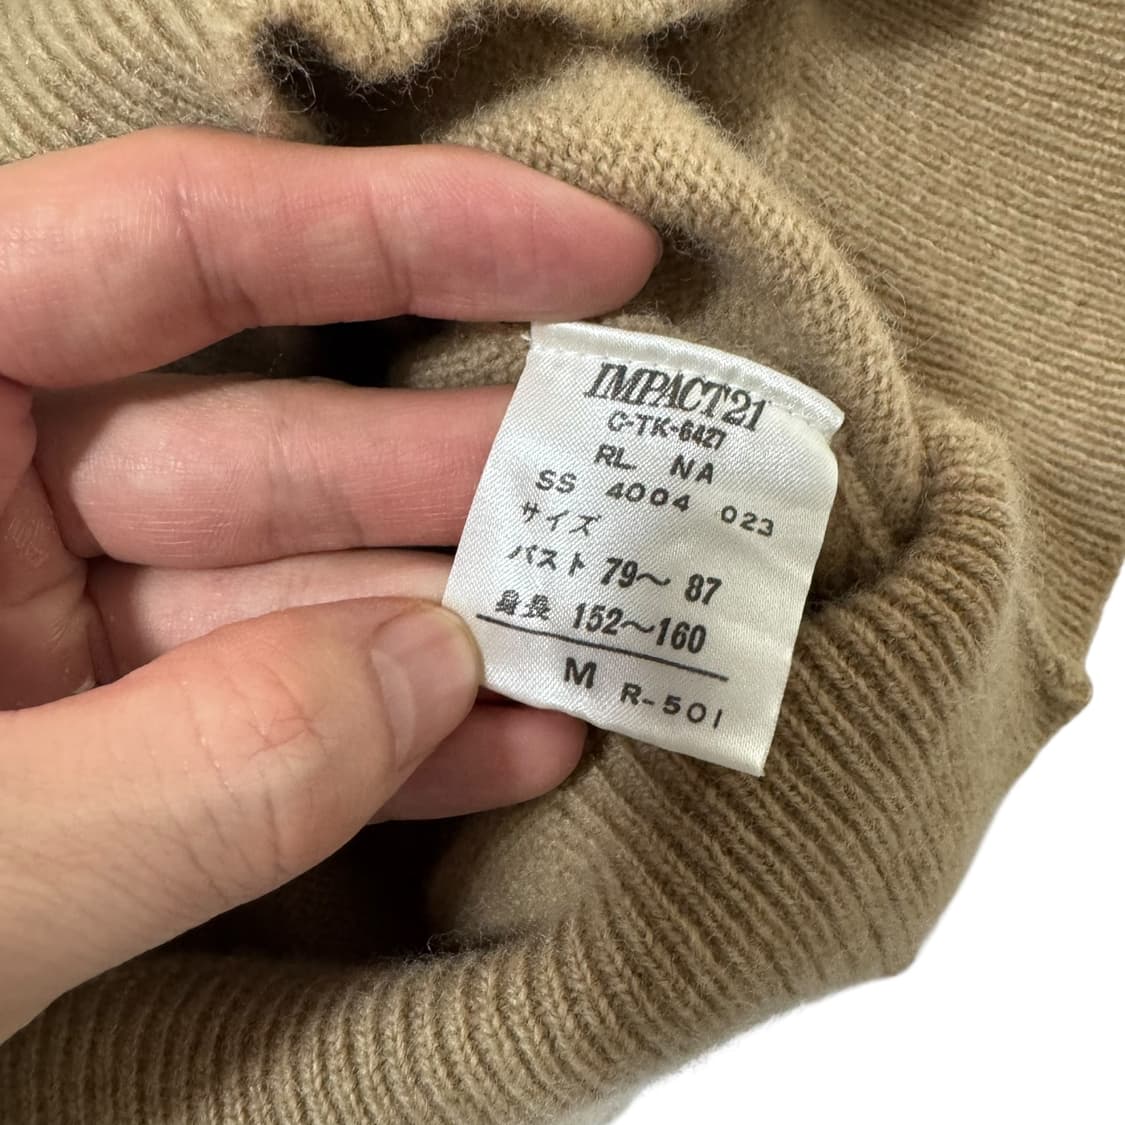 IMPACT21
C-TK-6427
RL NA
SS 4004 023
サイズ
バスト 79〜 87
身長 152〜160
M R-501